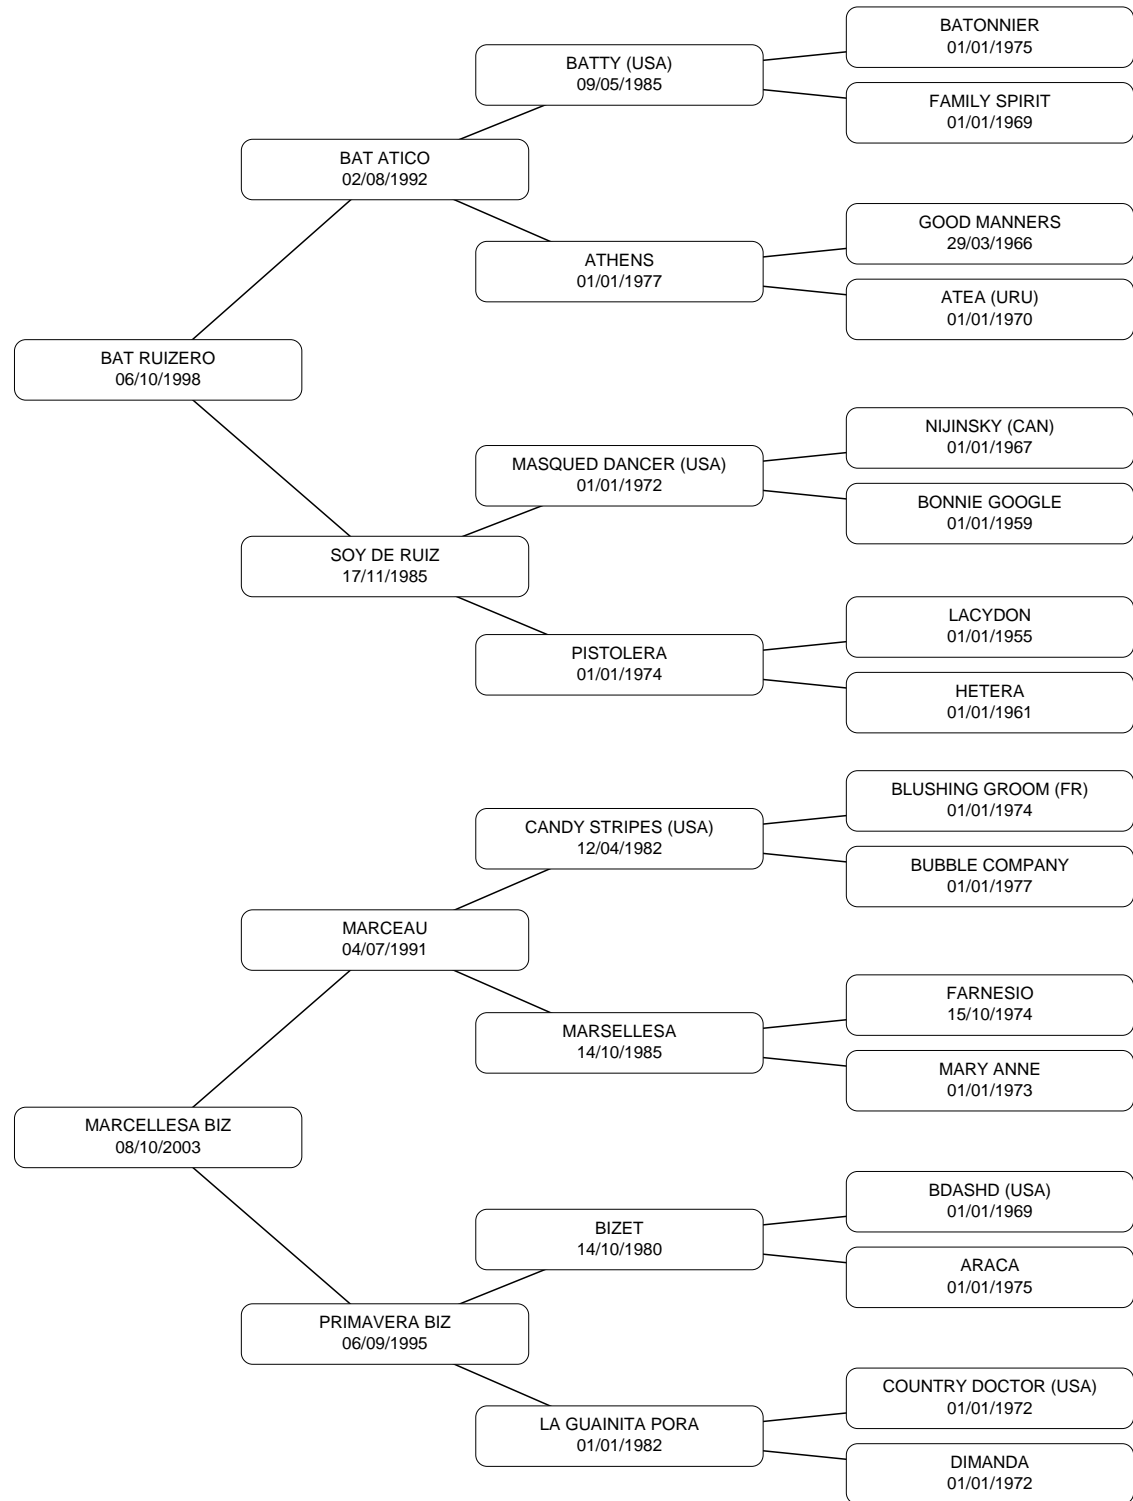 BATONNIER
01/01/1975
BATTY (USA)
09/05/1985
FAMILY SPIRIT
01/01/1969
BAT ATICO
02/08/1992
GOOD MANNERS
29/03/1966
ATHENS
01/01/1977
ATEA (URU)
01/01/1970
BAT RUIZERO
06/10/1998
NIJINSKY (CAN)
01/01/1967
MASQUED DANCER (USA)
01/01/1972
BONNIE GOOGLE
01/01/1959
SOY DE RUIZ
17/11/1985
LACYDON
01/01/1955
PISTOLERA
01/01/1974
HETERA
01/01/1961
BLUSHING GROOM (FR)
01/01/1974
CANDY STRIPES (USA)
12/04/1982
BUBBLE COMPANY
01/01/1977
MARCEAU
04/07/1991
FARNESIO
15/10/1974
MARSELLESA
14/10/1985
MARY ANNE
01/01/1973
MARCELLESA BIZ
08/10/2003
BDASHD (USA)
01/01/1969
BIZET
14/10/1980
ARACA
01/01/1975
PRIMAVERA BIZ
06/09/1995
COUNTRY DOCTOR (USA)
01/01/1972
LA GUAINITA PORA
01/01/1982
DIMANDA
01/01/1972